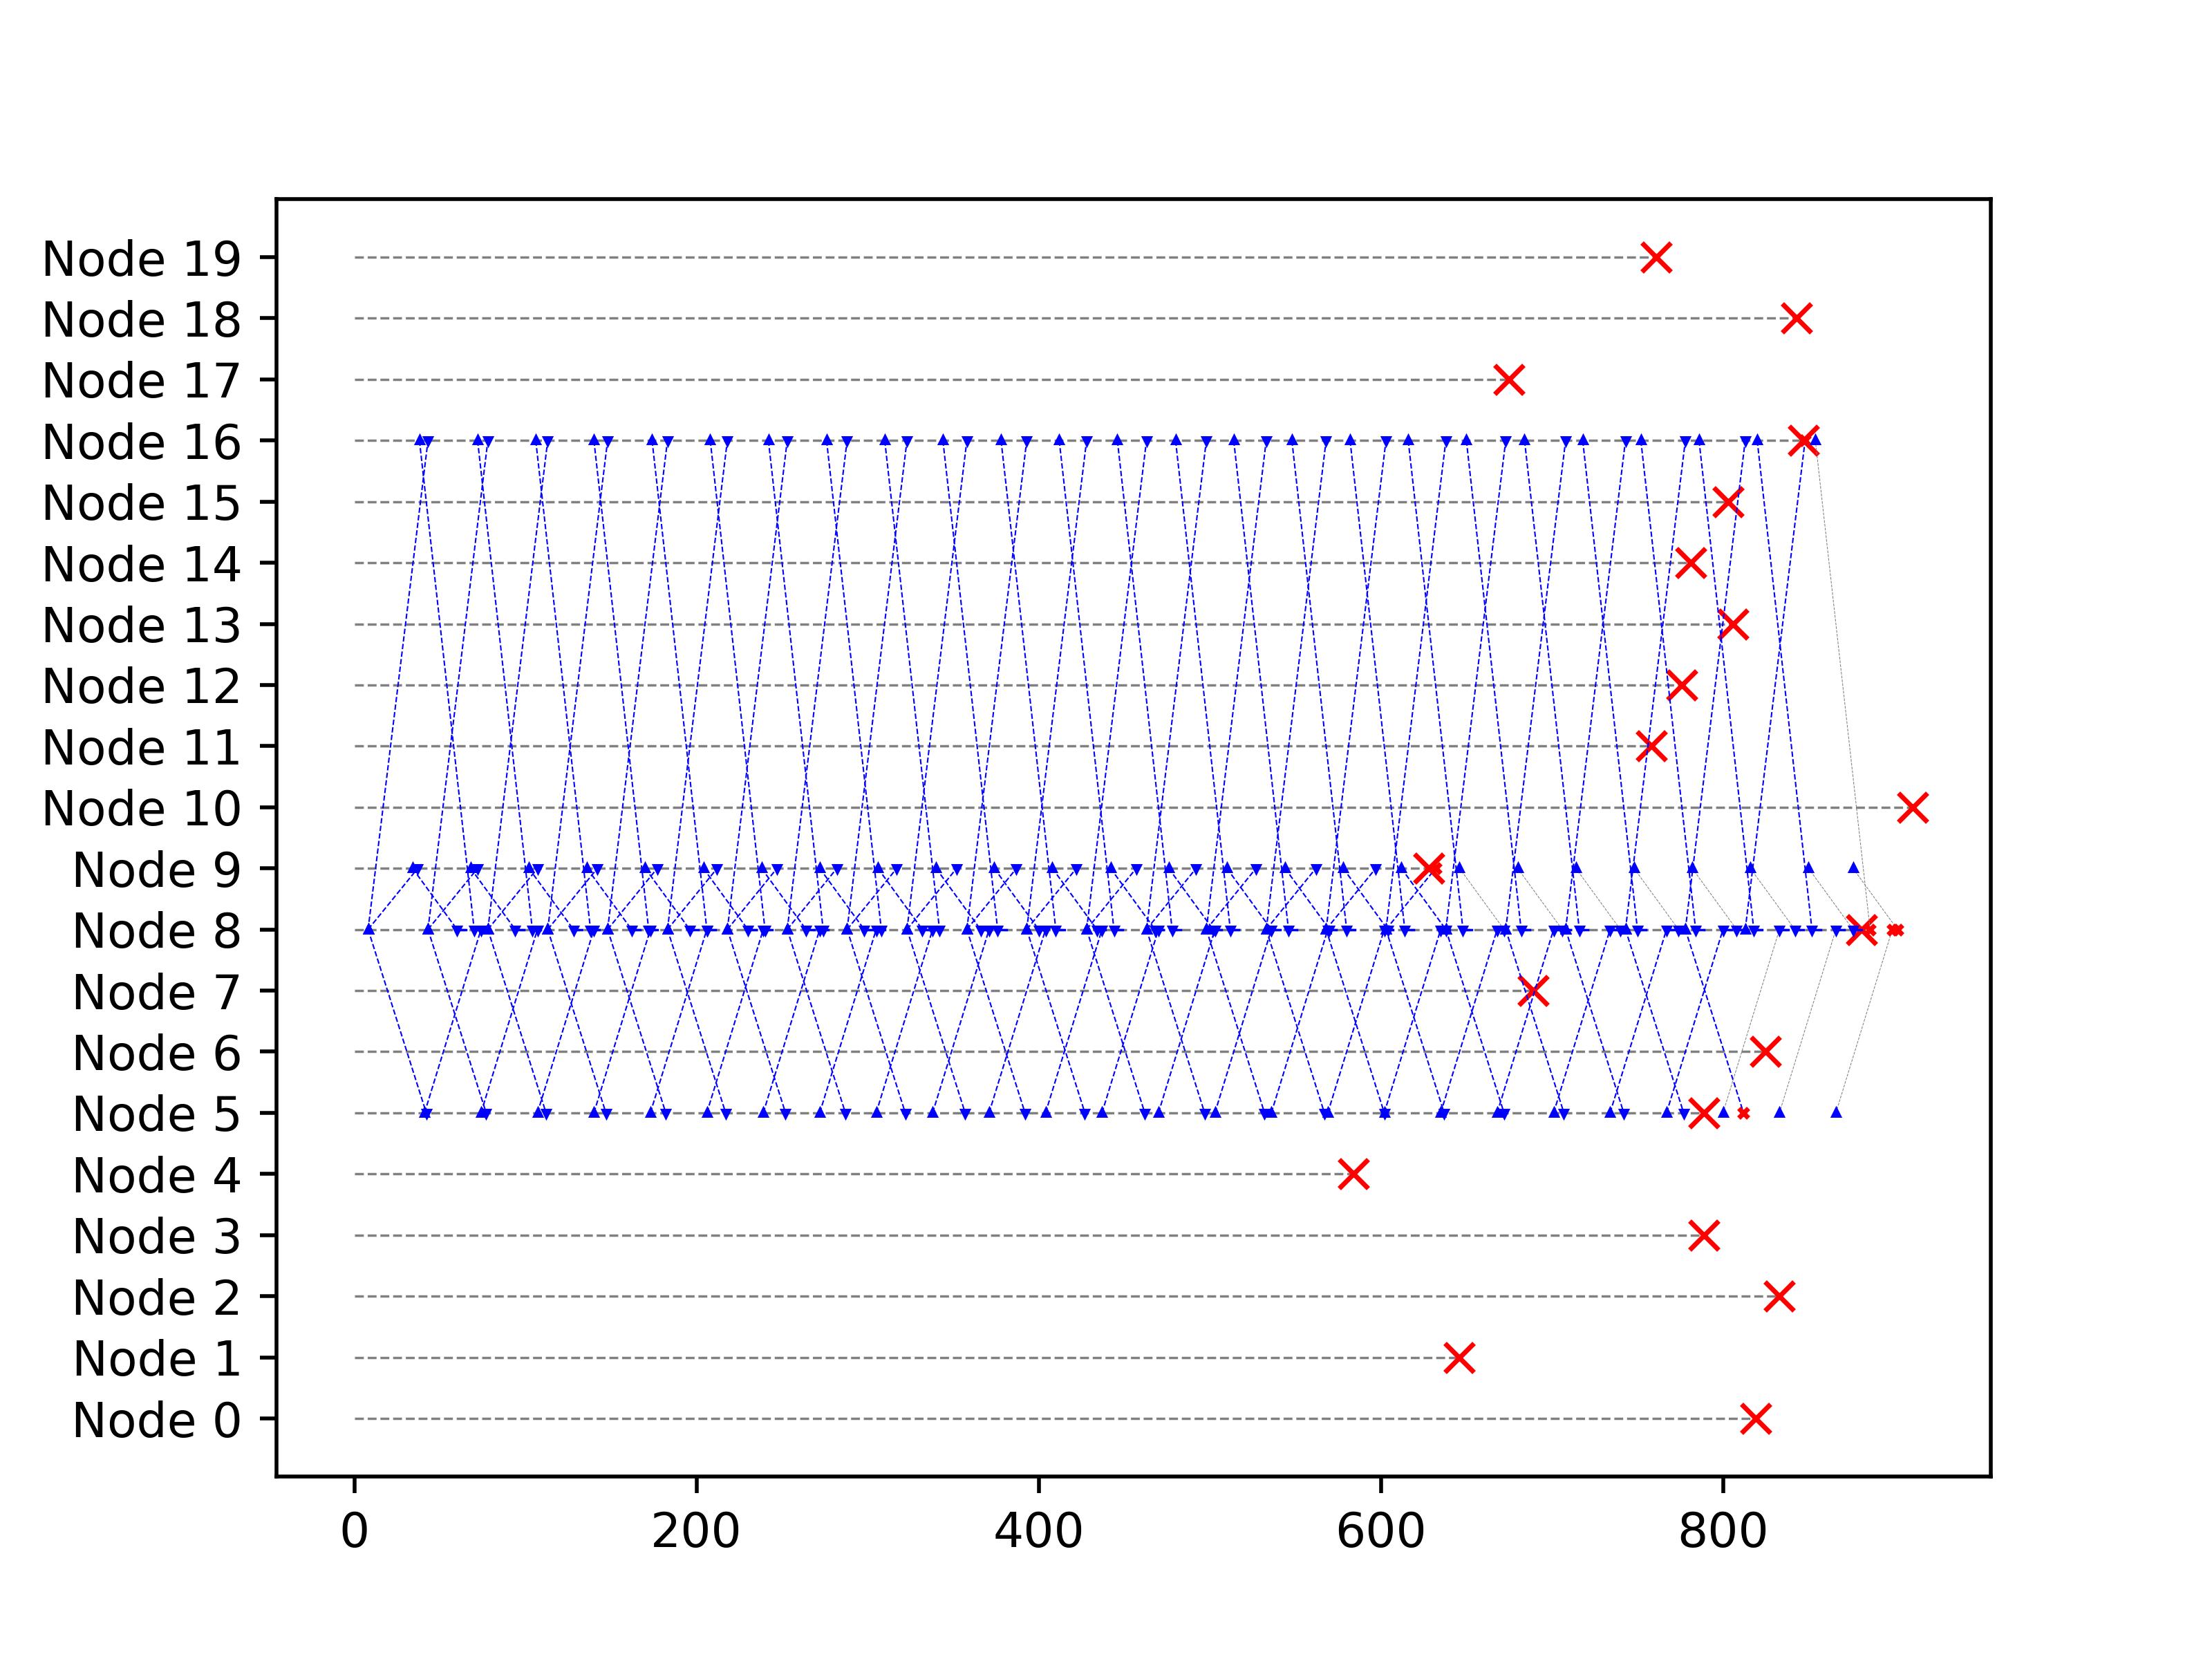 Node 19
Node 18
Node 17
Node 16
Node 15
Node 14
Node 13
Node 12
Node 11
Node 10
Node 9
Node 8
Node 7
Node 6
Node 5
Node 4
Node 3
Node 2
Node 1
Node 0
0 200 400 600 800